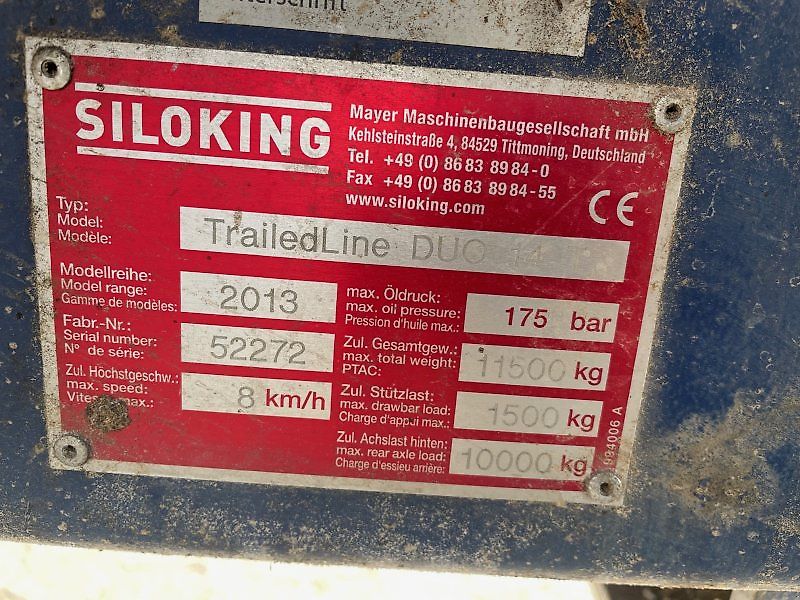 SILOKING
Mayer Maschinenbaugesellschaft mbH
Kehlsteinstraße 4, 84529 Tittmoning, Deutschland
Tel. +49 (0) 86 83 89 84-0
Fax +49 (0) 86 83 89 84-55
www.siloking.com
CE
Typ:
Model:
Modèle:
TrailedLine DUO 14
Modellreihe:
Model range:
Gamme de modèles:
2013
Fabr.-Nr.:
Serial number:
N° de série:
52272
Zul. Höchstgeschw.:
max. speed:
max.:
8 km/h
max. Öldruck:
max. oil pressure:
Pression d'huile max.:
175 bar
Zul. Gesamtgew.:
max. total weight:
PTAC:
11500 kg
Zul. Stützlast:
max. drawbar load:
Charge d'appui max.:
1500 kg
Zul. Achslast hinten:
max. rear axle load:
Charge d'essieu arrière:
10000 kg
994006 A